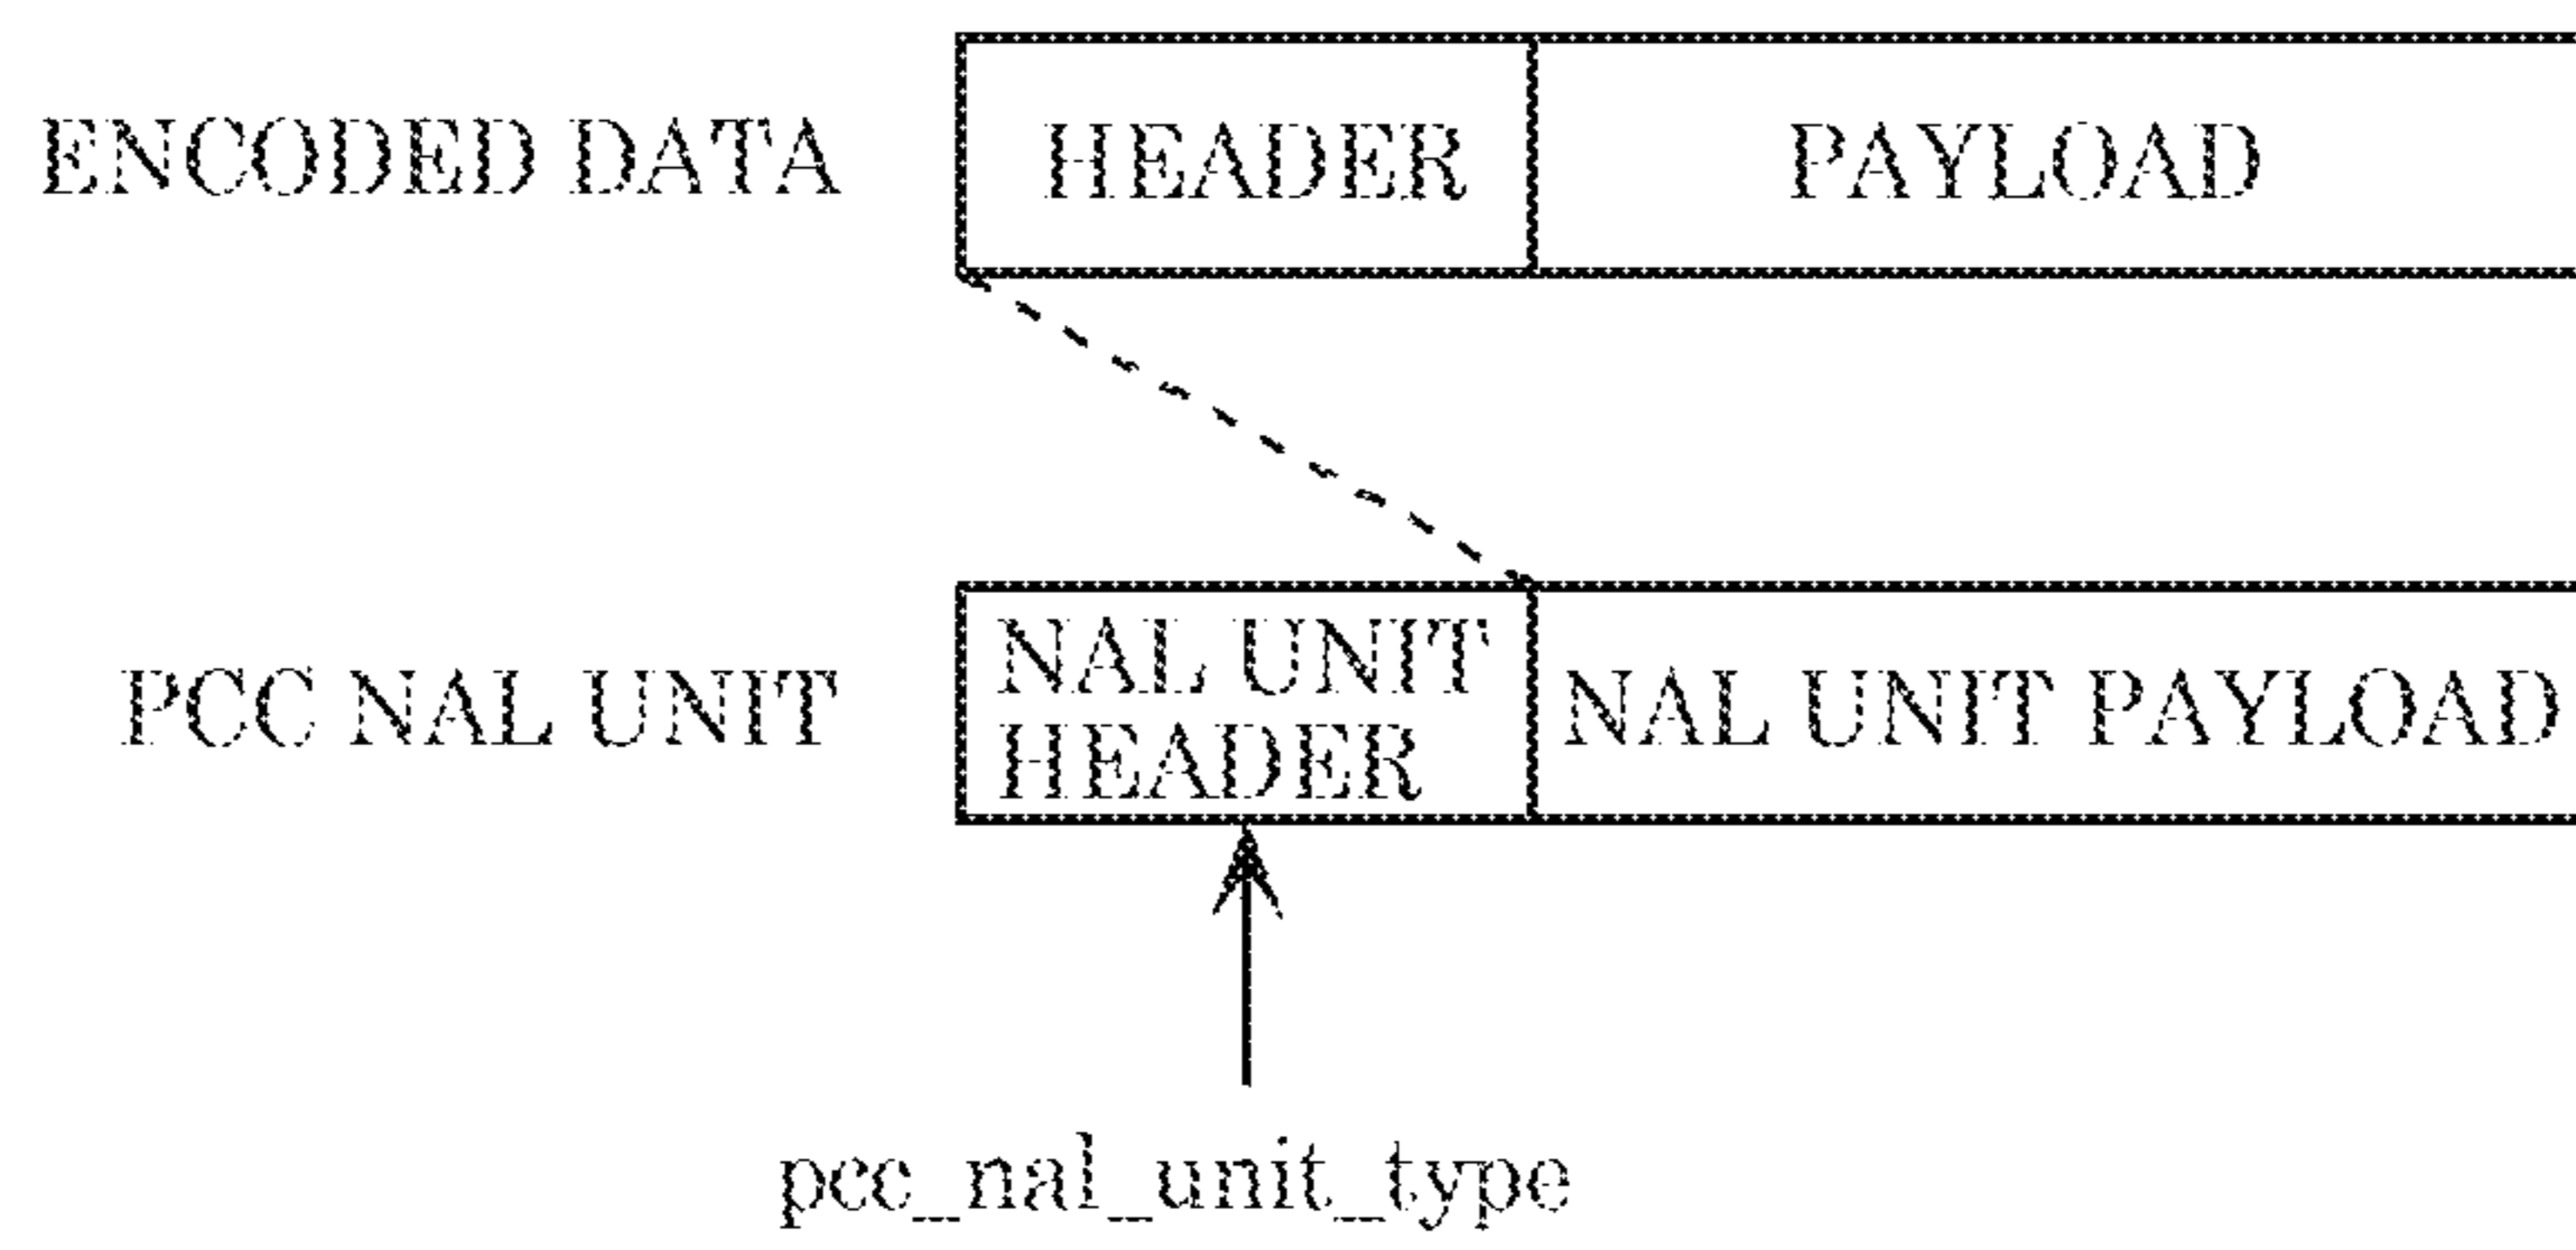 ENCODED DATA HEADER PAYLOAD
NAL UNIT
PCC NAL UNIT NAL UNIT PAYLOAD
HEADER
pcc_nal_unit_type